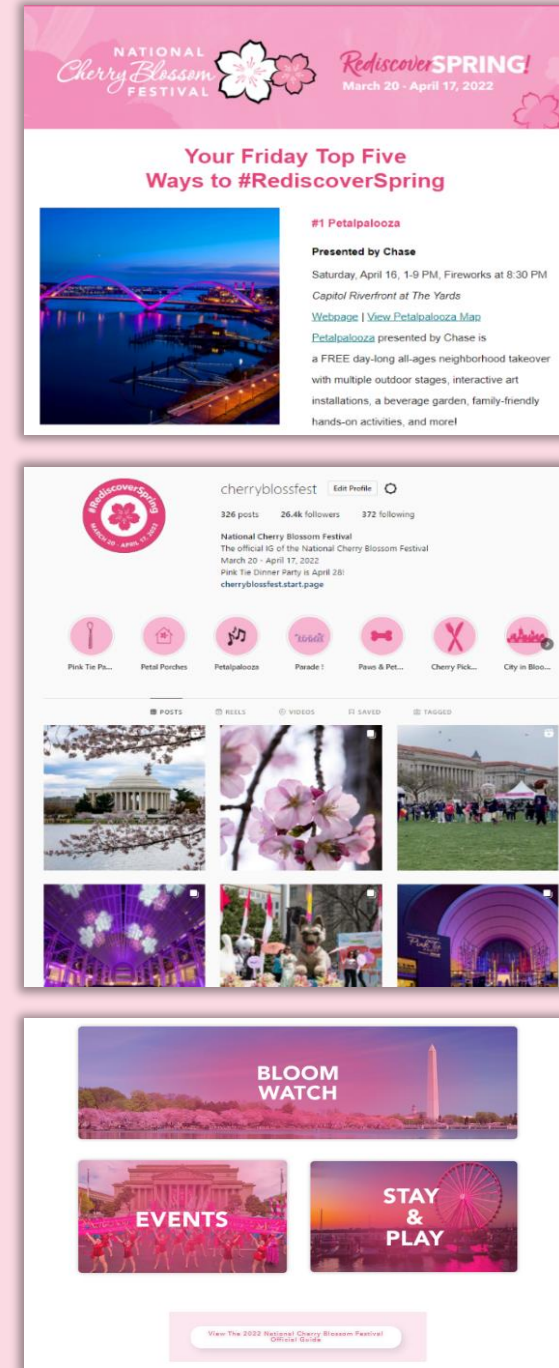 NATIONAL
Cherry Blossom
FESTIVAL
RediscoverSPRING!
March 20 - April 17, 2022
Your Friday Top Five
Ways to #RediscoverSpring
#1 Petalpalooza
Presented by Chase
Saturday, April 16, 1-9 PM, Fireworks at 8:30 PM
Capitol Riverfront at The Yards
Webpage | View Petalpalooza Map
Petalpalooza presented by Chase is
a FREE day-long all-ages neighborhood takeover
with multiple outdoor stages, interactive art
installations, a beverage garden, family-friendly
hands-on activities, and more!
#RediscoverSpring
MARCH 20 - APRIL 17, 2022
cherryblossfest Edit Profile
326 posts 26.4k followers 372 following
National Cherry Blossom Festival
The official IG of the National Cherry Blossom Festival
March 20 - April 17, 2022
Pink Tie Dinner Party is April 28!
cherryblossfest.start.page
Pink Tie Pa... Petal Porches Petalpalooza Parade ! Paws & Pet... Cherry Pick... City in Bloo...
POSTS REELS VIDEOS SAVED TAGGED
Pink Tie
BLOOM
WATCH
EVENTS
STAY
&
PLAY
View The 2022 National Cherry Blossom Festival
Official Guide